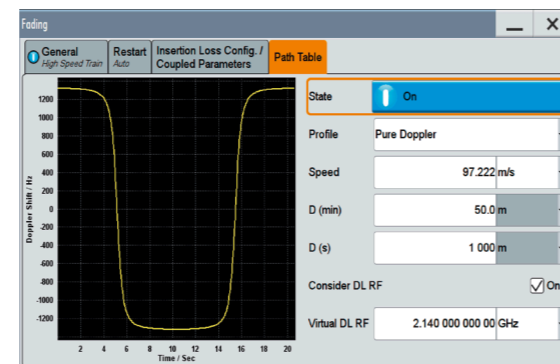 Fading
General
High Speed Train
Restart
Auto
Insertion Loss Config. /
Coupled Parameters
Path Table
Doppler Shift / Hz
1200
1000
800
600
400
200
0
-200
-400
-600
-800
-1000
-1200
2 4 6 8 10 12 14 16 18 20
Time / Sec
State On
Profile Pure Doppler
Speed 97.222 m/s
D (min) 50.0 m
D (s) 1 000 m
Consider DL RF On
Virtual DL RF 2.140 000 000 00 GHz